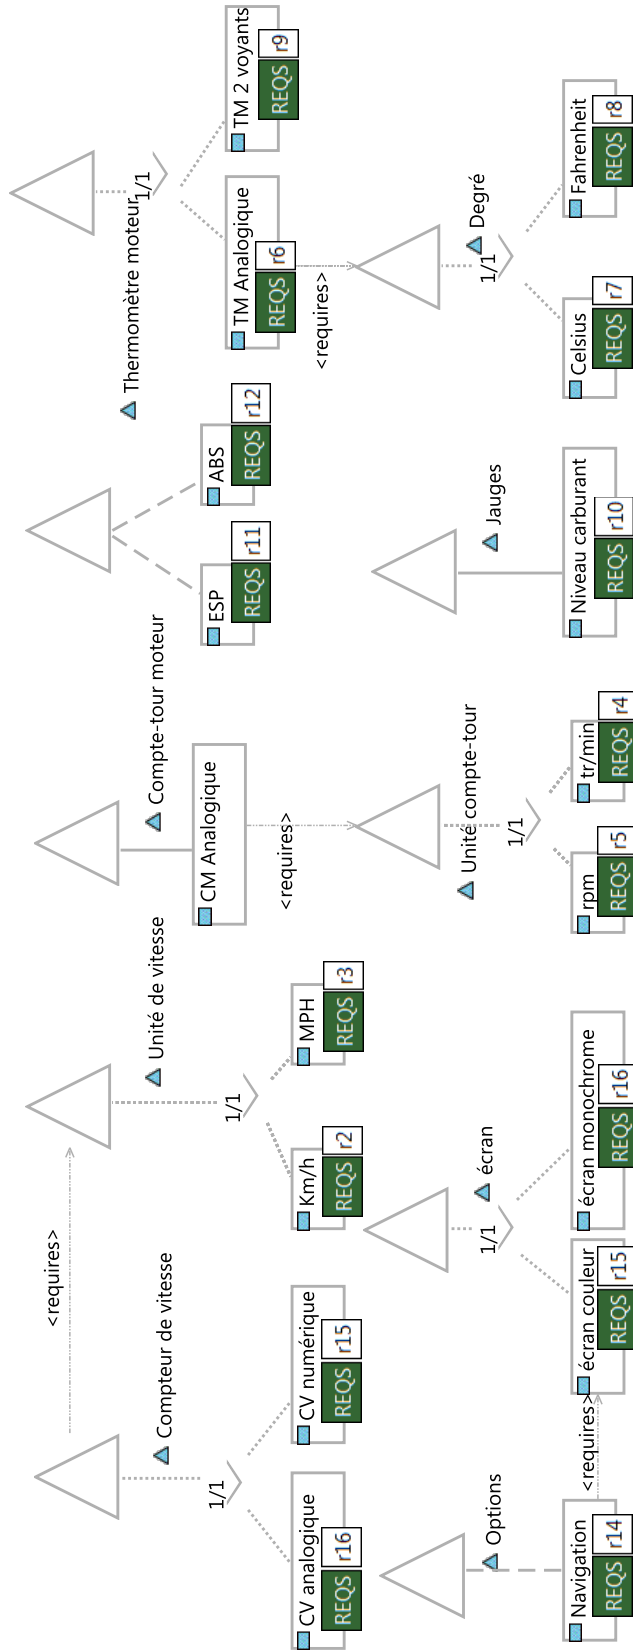 <requires>
Compteur de vitesse
1/1
CV analogique
REQS r16
CV numérique
REQS r15
Unité de vitesse
1/1
Km/h
REQS r2
MPH
REQS r3
Compte-tour moteur
CM Analogique
<requires>
Unité compte-tour
1/1
rpm
REQS r5
tr/min
REQS r4
ESP
REQS r11
ABS
REQS r12
Thermomètre moteur
1/1
TM Analogique
REQS r6
TM 2 voyants
REQS r9
<requires>
Degré
1/1
Celsius
REQS r7
Fahrenheit
REQS r8
Options
Navigation
REQS r14
<requires>
écran
1/1
écran couleur
REQS r15
écran monochrome
REQS r16
Jauges
Niveau carburant
REQS r10